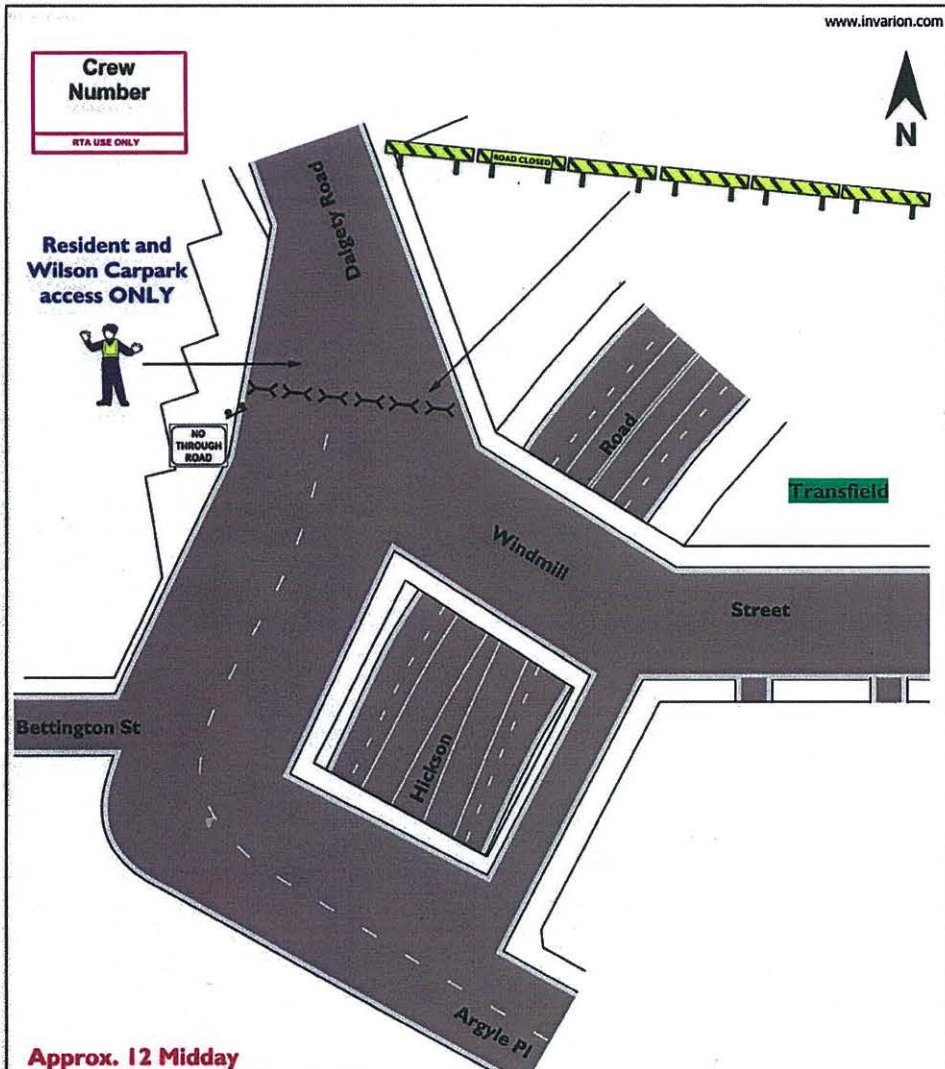 www.invarion.com
Crew
Number
RTA USE ONLY
N
ROAD CLOSED
Dalgety Road
Resident and
Wilson Carpark
access ONLY
NO
THROUGH
ROAD
Road
Transfield
Windmill
Street
Bettington St
Hickson
Argyle Pl
Approx. 12 Midday